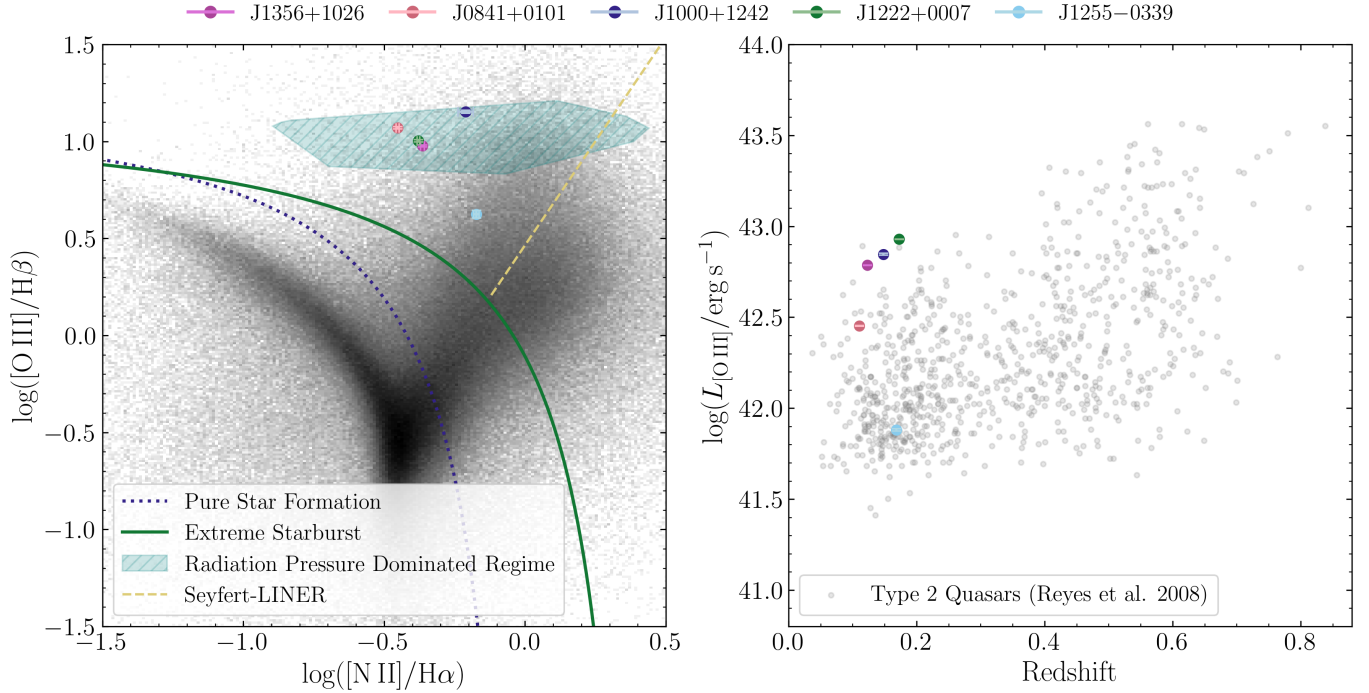 J1356+1026 J0841+0101 J1000+1242 J1222+0007 J1255−0339
1.5
1.0
0.5
0.0
−0.5
−1.0
−1.5
log([O III]/Hβ)
Pure Star Formation
Extreme Starburst
Radiation Pressure Dominated Regime
Seyfert-LINER
−1.5 −1.0 −0.5 0.0 0.5
log([N II]/Hα)
44.0
43.5
43.0
42.5
42.0
41.5
41.0
log(L[O III]/erg s−1)
Type 2 Quasars (Reyes et al. 2008)
0.0 0.2 0.4 0.6 0.8
Redshift